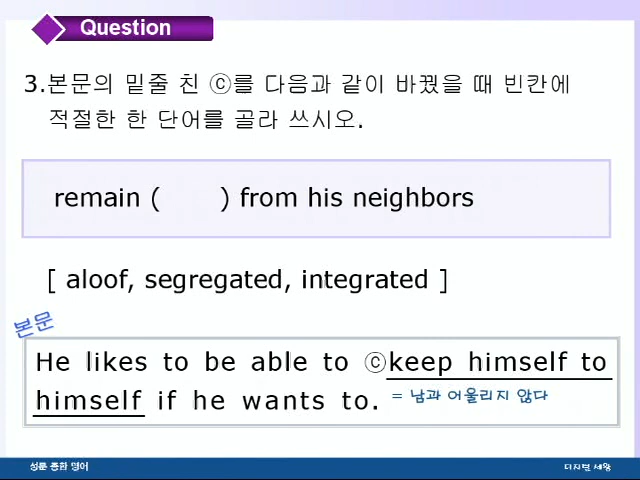 Question
3.본문의 밑줄 친 ⓒ를 다음과 같이 바꿨을 때 빈칸에
적절한 한 단어를 골라 쓰시오.
remain (      ) from his neighbors
[ aloof, segregated, integrated ]
본문
He likes to be able to ⓒkeep himself to
himself if he wants to. = 남과 어울리지 않다
성문 종합 영어
디지털 세왕